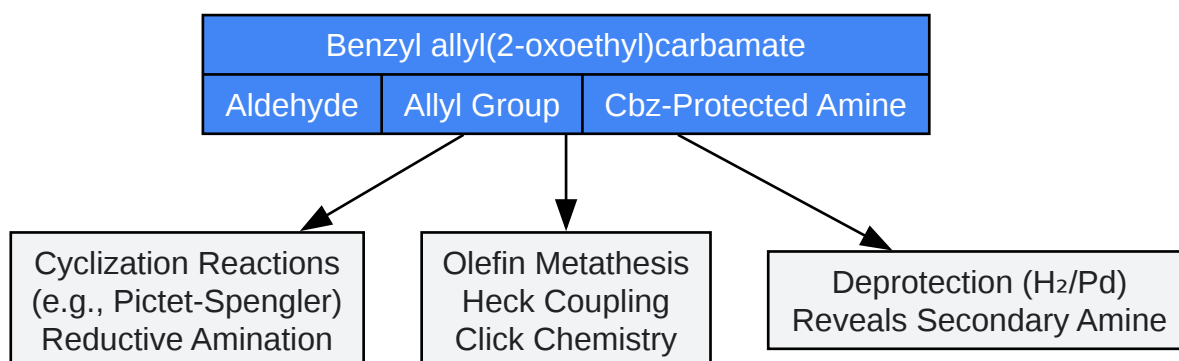 Benzyl allyl(2-oxoethyl)carbamate
Aldehyde
Allyl Group
Cbz-Protected Amine
Cyclization Reactions
(e.g., Pictet-Spengler)
Reductive Amination
Olefin Metathesis
Heck Coupling
Click Chemistry
Deprotection (H₂/Pd)
Reveals Secondary Amine